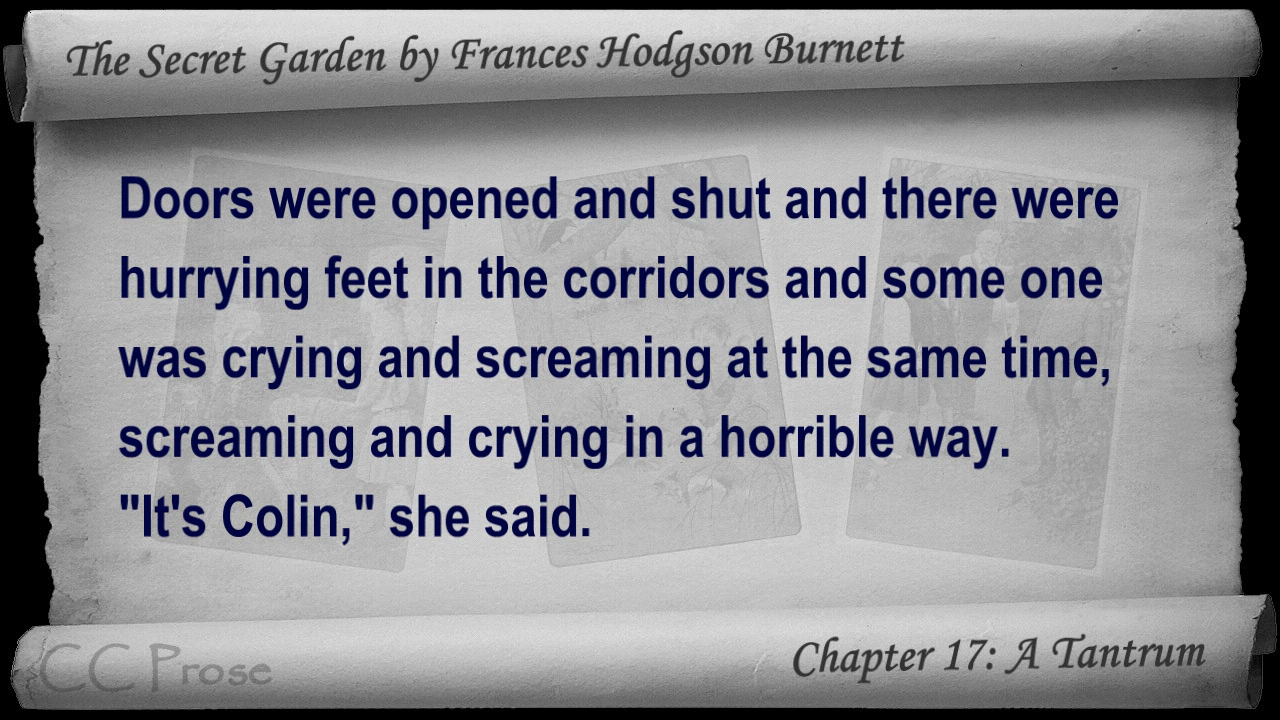 The Secret Garden by Frances Hodgson Burnett
Doors were opened and shut and there were
hurrying feet in the corridors and some one
was crying and screaming at the same time,
screaming and crying in a horrible way.
"It's Colin," she said.
CC Prose
Chapter 17: A Tantrum